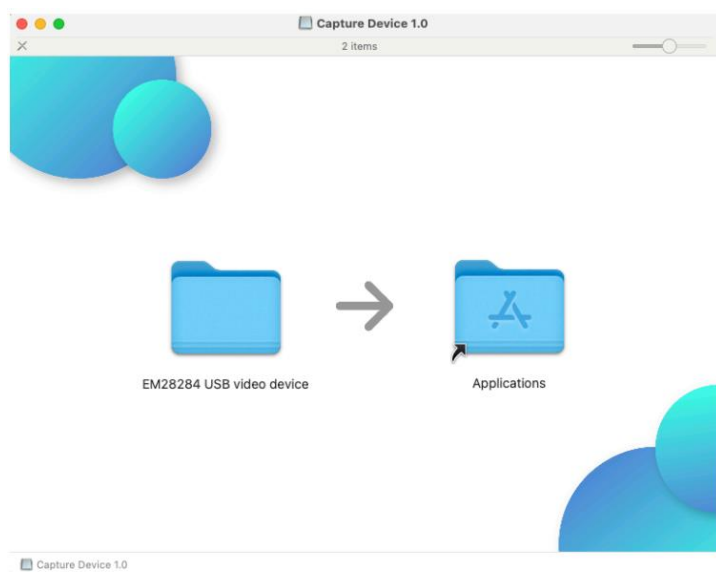 Capture Device 1.0
2 items
EM28284 USB video device
Applications
Capture Device 1.0